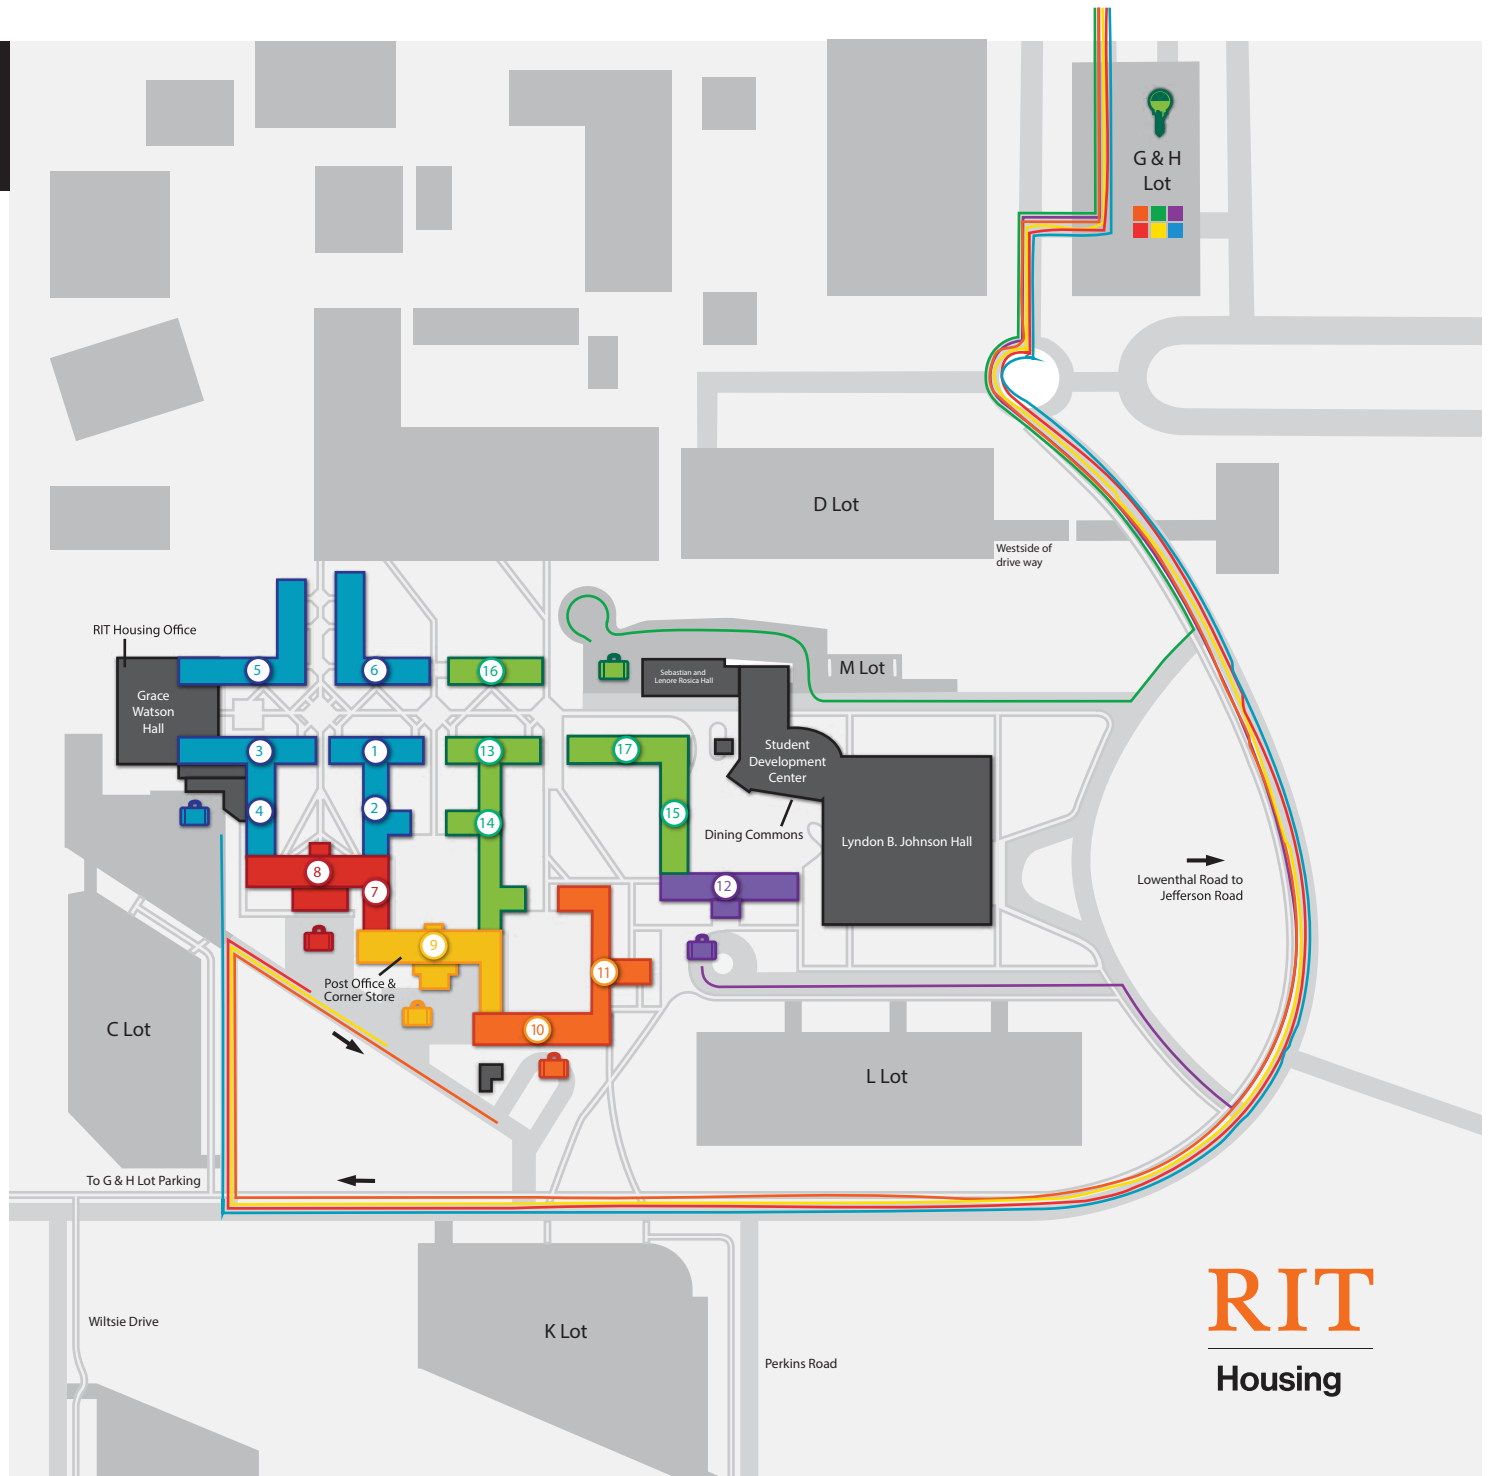 G & H
Lot
D Lot
Westside of
drive way
RIT Housing Office
5
6
16
Sebastian and
Lenore Rosica Hall
M Lot
Grace
Watson
Hall
3
1
13
17
Student
Development
Center
4
2
14
15
Dining Commons
Lyndon B. Johnson Hall
8
7
12
Lowenthal Road to
Jefferson Road
9
11
Post Office &
Corner Store
C Lot
10
L Lot
To G & H Lot Parking
Wiltsie Drive
K Lot
Perkins Road
RIT
Housing